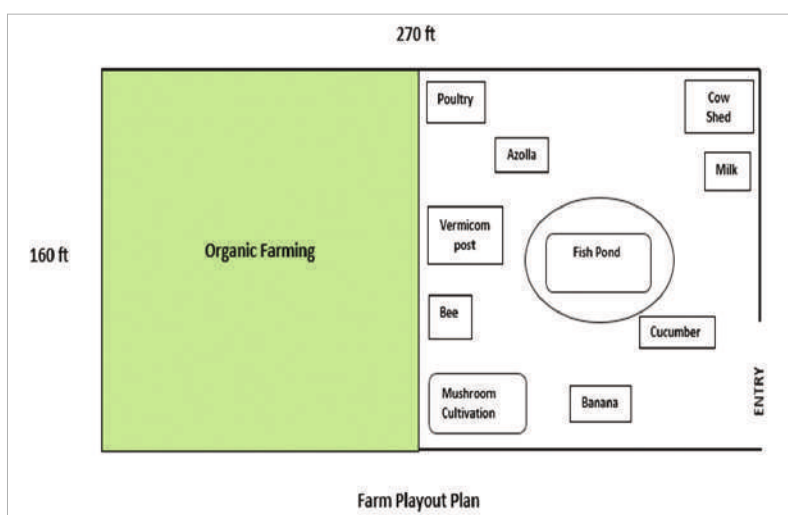 270 ft
160 ft
Organic Farming
Poultry
Azolla
Cow
Shed
Milk
Vermicom
post
Fish Pond
Bee
Cucumber
Mushroom
Cultivation
Banana
ENTRY
Farm Playout Plan